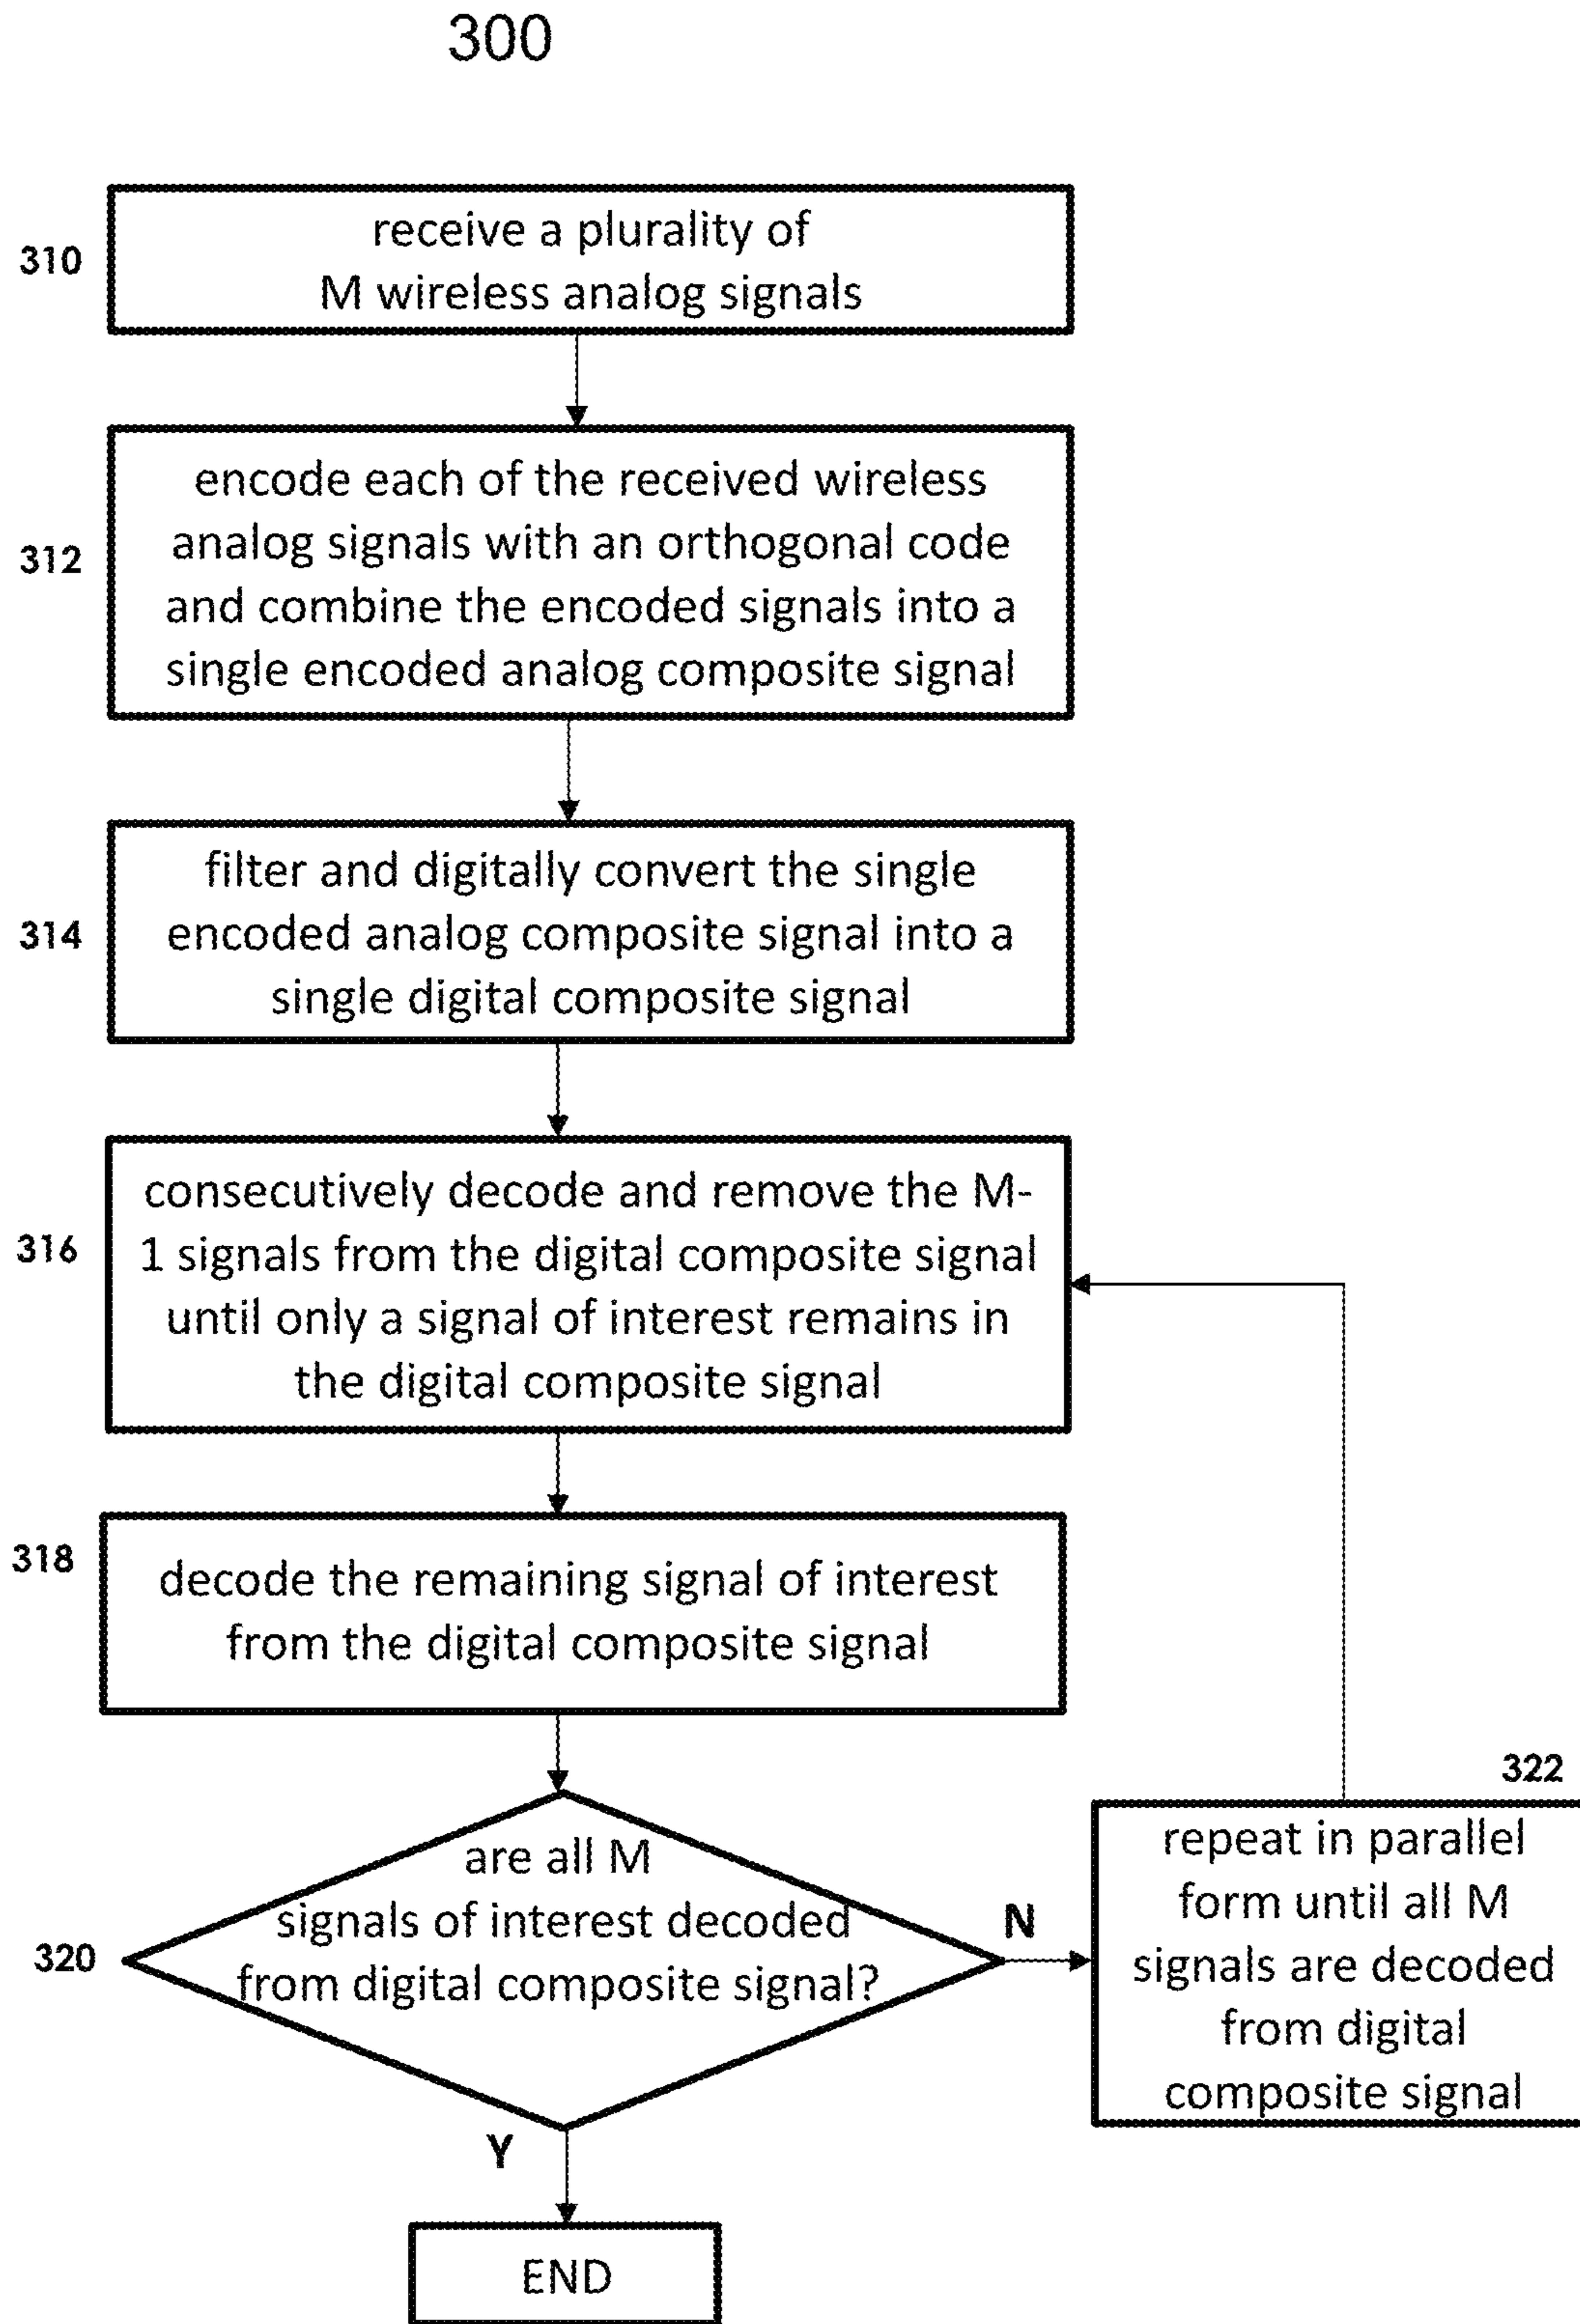 300
310
receive a plurality of
M wireless analog signals
312
encode each of the received wireless
analog signals with an orthogonal code
and combine the encoded signals into a
single encoded analog composite signal
314
filter and digitally convert the single
encoded analog composite signal into a
single digital composite signal
316
consecutively decode and remove the M-
1 signals from the digital composite signal
until only a signal of interest remains in
the digital composite signal
318
decode the remaining signal of interest
from the digital composite signal
320
are all M
signals of interest decoded
from digital composite signal?
N
322
repeat in parallel
form until all M
signals are decoded
from digital
composite signal
Y
END